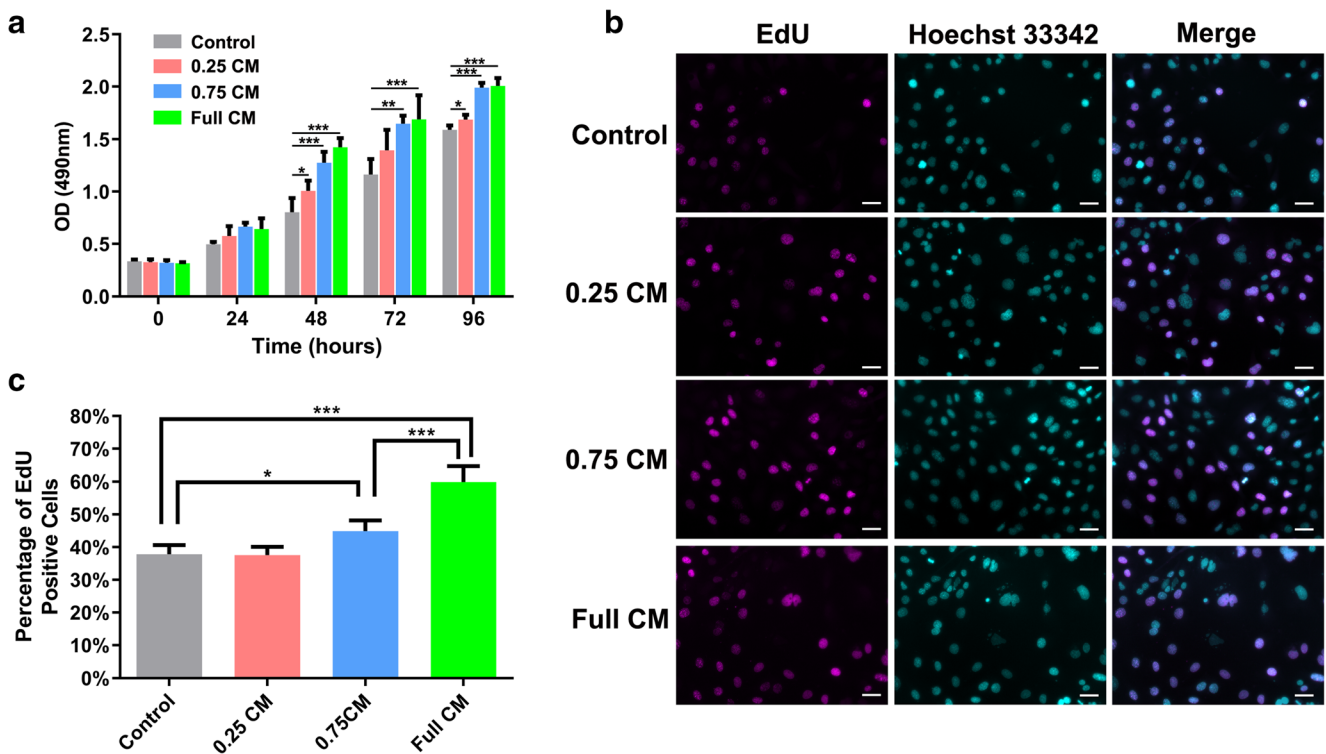 a
2.5
2.0
1.5
1.0
0.5
0.0
OD (490nm)
Control
0.25 CM
0.75 CM
Full CM
*
***
***
**
***
*
***
***
0
24
48
72
96
Time (hours)
b
EdU
Hoechst 33342
Merge
Control
0.25 CM
0.75 CM
Full CM
c
80%
70%
60%
50%
40%
30%
20%
10%
0%
Percentage of EdU
Positive Cells
***
***
*
Control
0.25 CM
0.75CM
Full CM